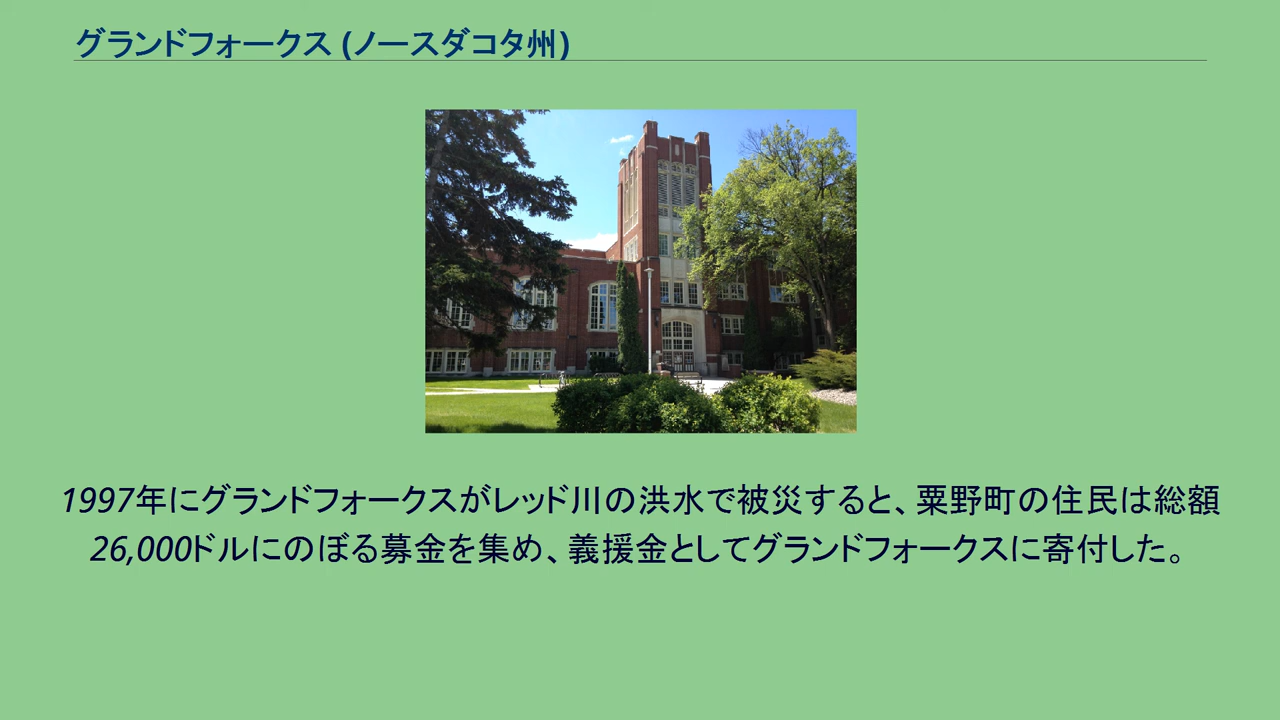 グランドフォークス (ノースダコタ州)
1997年にグランドフォークスがレッド川の洪水で被災すると、粟野町の住民は総額
26,000ドルにのぼる募金を集め、義援金としてグランドフォークスに寄付した。